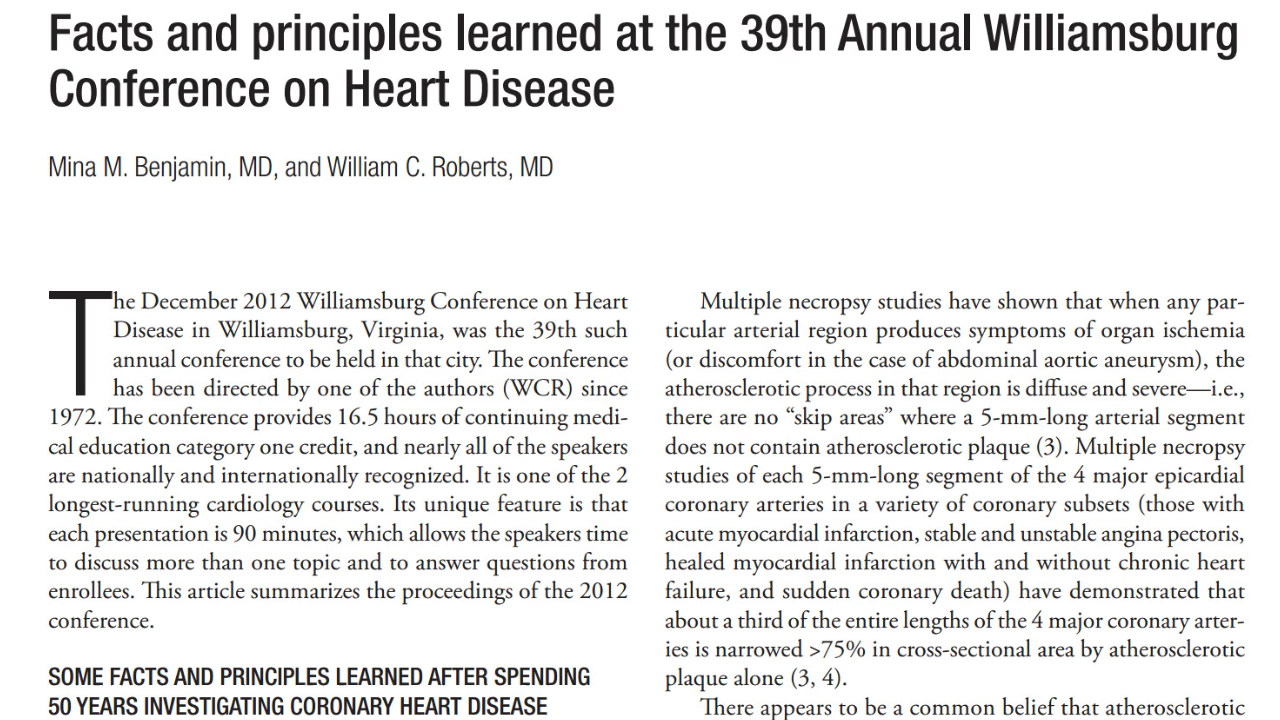 Facts and principles learned at the 39th Annual Williamsburg
Conference on Heart Disease
Mina M. Benjamin, MD, and William C. Roberts, MD
The December 2012 Williamsburg Conference on Heart
Disease in Williamsburg, Virginia, was the 39th such
annual conference to be held in that city. The conference
has been directed by one of the authors (WCR) since
1972. The conference provides 16.5 hours of continuing medi-
cal education category one credit, and nearly all of the speakers
are nationally and internationally recognized. It is one of the 2
longest-running cardiology courses. Its unique feature is that
each presentation is 90 minutes, which allows the speakers time
to discuss more than one topic and to answer questions from
enrollees. This article summarizes the proceedings of the 2012
conference.
SOME FACTS AND PRINCIPLES LEARNED AFTER SPENDING
50 YEARS INVESTIGATING CORONARY HEART DISEASE
Multiple necropsy studies have shown that when any par-
ticular arterial region produces symptoms of organ ischemia
(or discomfort in the case of abdominal aortic aneurysm), the
atherosclerotic process in that region is diffuse and severe—i.e.,
there are no “skip areas” where a 5-mm-long arterial segment
does not contain atherosclerotic plaque (3). Multiple necropsy
studies of each 5-mm-long segment of the 4 major epicardial
coronary arteries in a variety of coronary subsets (those with
acute myocardial infarction, stable and unstable angina pectoris,
healed myocardial infarction with and without chronic heart
failure, and sudden coronary death) have demonstrated that
about a third of the entire lengths of the 4 major coronary arter-
ies is narrowed >75% in cross-sectional area by atherosclerotic
plaque alone (3, 4).
There appears to be a common belief that atherosclerotic